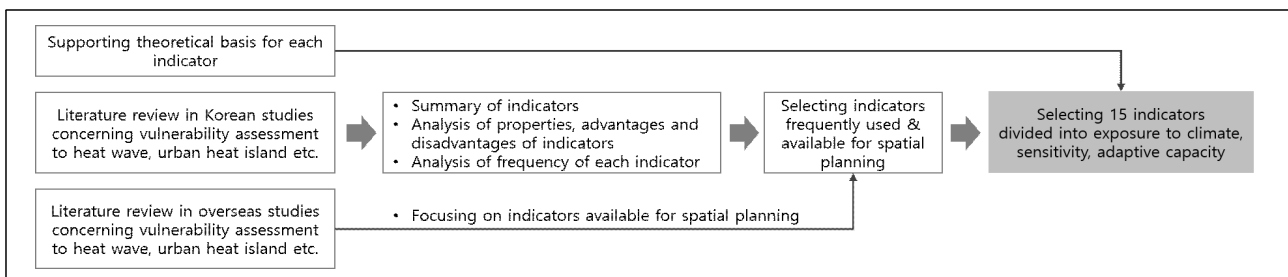 Supporting theoretical basis for each
indicator
Literature review in Korean studies
concerning vulnerability assessment
to heat wave, urban heat island etc.
• Summary of indicators
• Analysis of properties, advantages and
disadvantages of indicators
• Analysis of frequency of each indicator
Selecting indicators
frequently used &
available for spatial
planning
Selecting 15 indicators
divided into exposure to climate,
sensitivity, adaptive capacity
Literature review in overseas studies
concerning vulnerability assessment
to heat wave, urban heat island etc.
• Focusing on indicators available for spatial planning